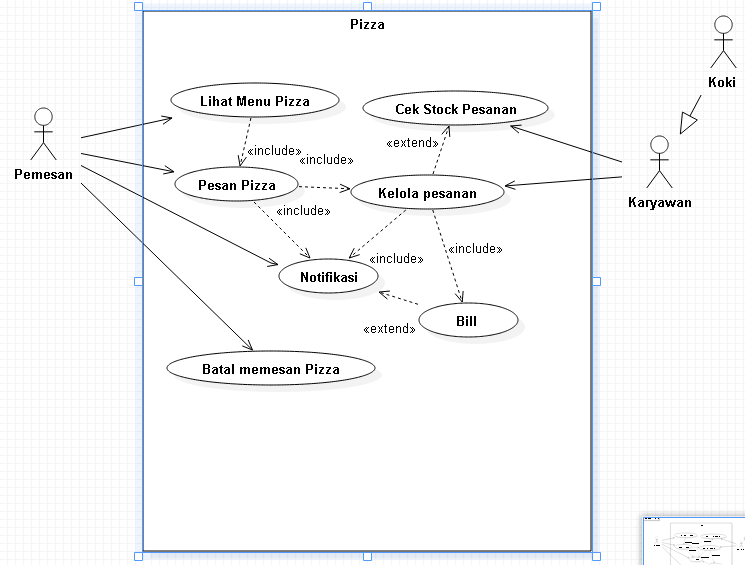 Pizza
Koki
Lihat Menu Pizza
Cek Stock Pesanan
«extend»
«include»
«include»
Pemesan
Pesan Pizza
Kelola pesanan
Karyawan
«include»
«include»
«include»
Notifikasi
Bill
«extend»
Batal memesan Pizza